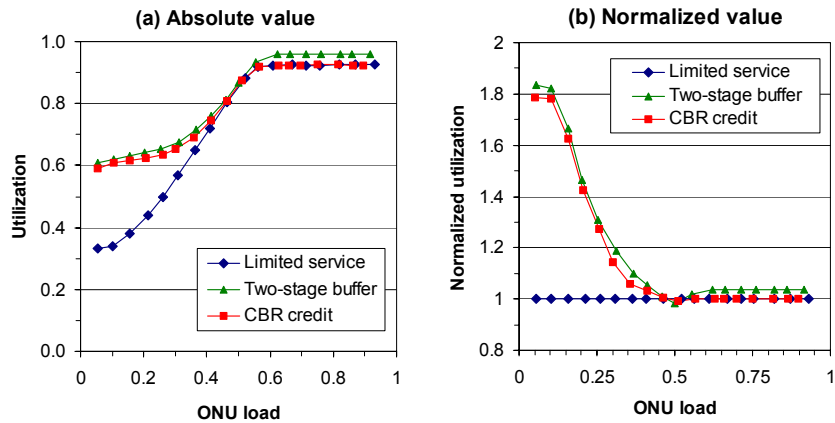 (a) Absolute value
Utilization
1.0
0.8
0.6
0.4
0.2
0.0
Limited service
Two-stage buffer
CBR credit
0
0.2
0.4
0.6
0.8
1
ONU load
(b) Normalized value
Normalized utilization
2
1.8
1.6
1.4
1.2
1
0.8
Limited service
Two-stage buffer
CBR credit
0
0.25
0.5
0.75
1
ONU load